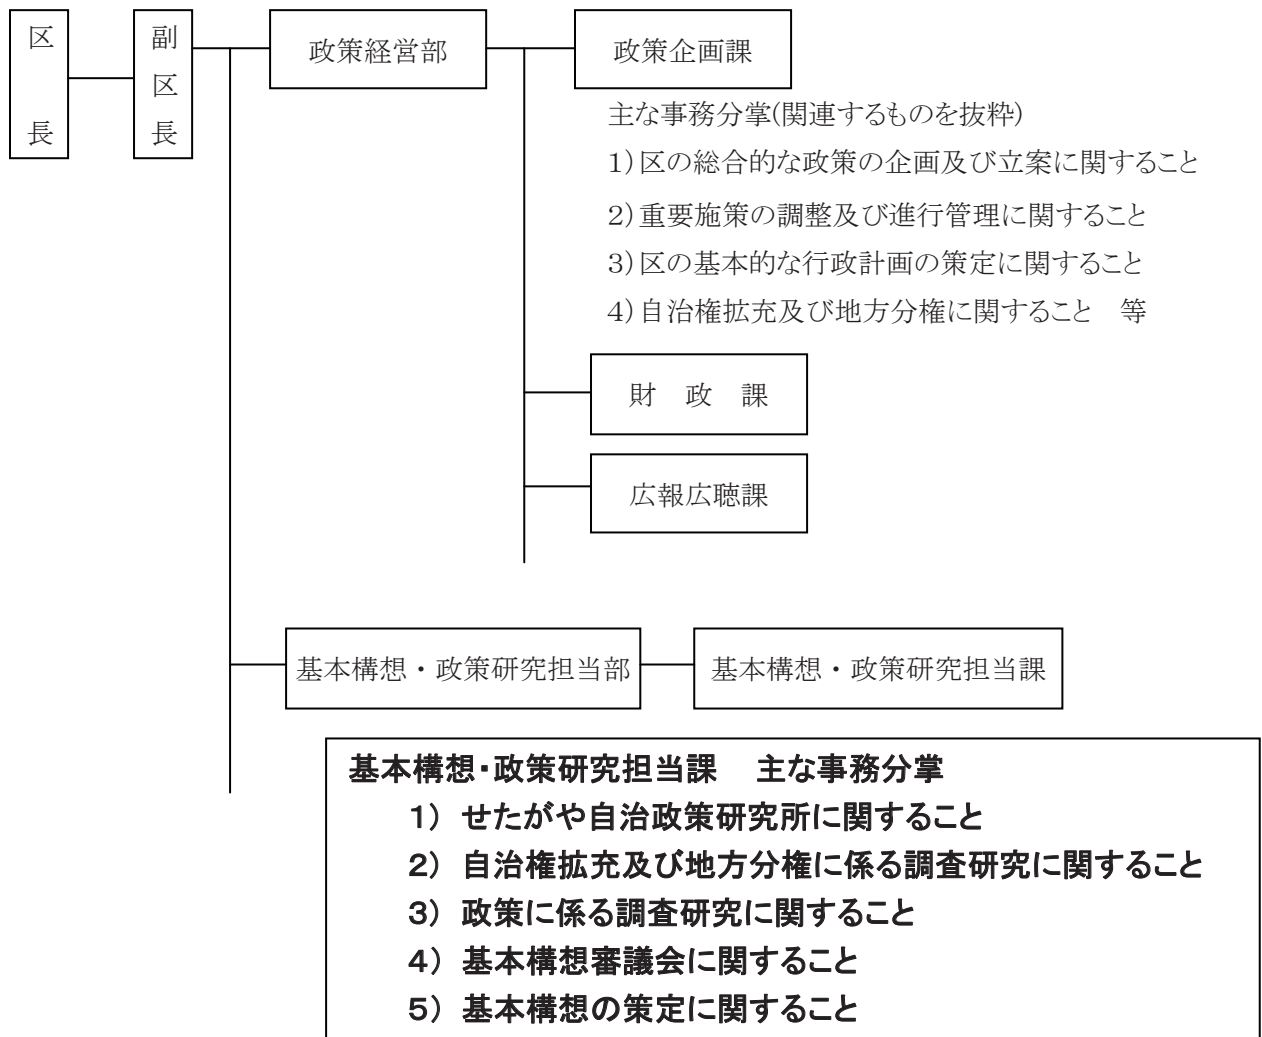 区長
副区長
政策経営部
政策企画課
主な事務分掌(関連するものを抜粋)
1)区の総合的な政策の企画及び立案に関すること
2)重要施策の調整及び進行管理に関すること
3)区の基本的な行政計画の策定に関すること
4)自治権拡充及び地方分権に関すること　等
財　政　課
広報広聴課
基本構想・政策研究担当部
基本構想・政策研究担当課
基本構想・政策研究担当課　主な事務分掌
1） せたがや自治政策研究所に関すること
2） 自治権拡充及び地方分権に係る調査研究に関すること
3） 政策に係る調査研究に関すること
4） 基本構想審議会に関すること
5） 基本構想の策定に関すること